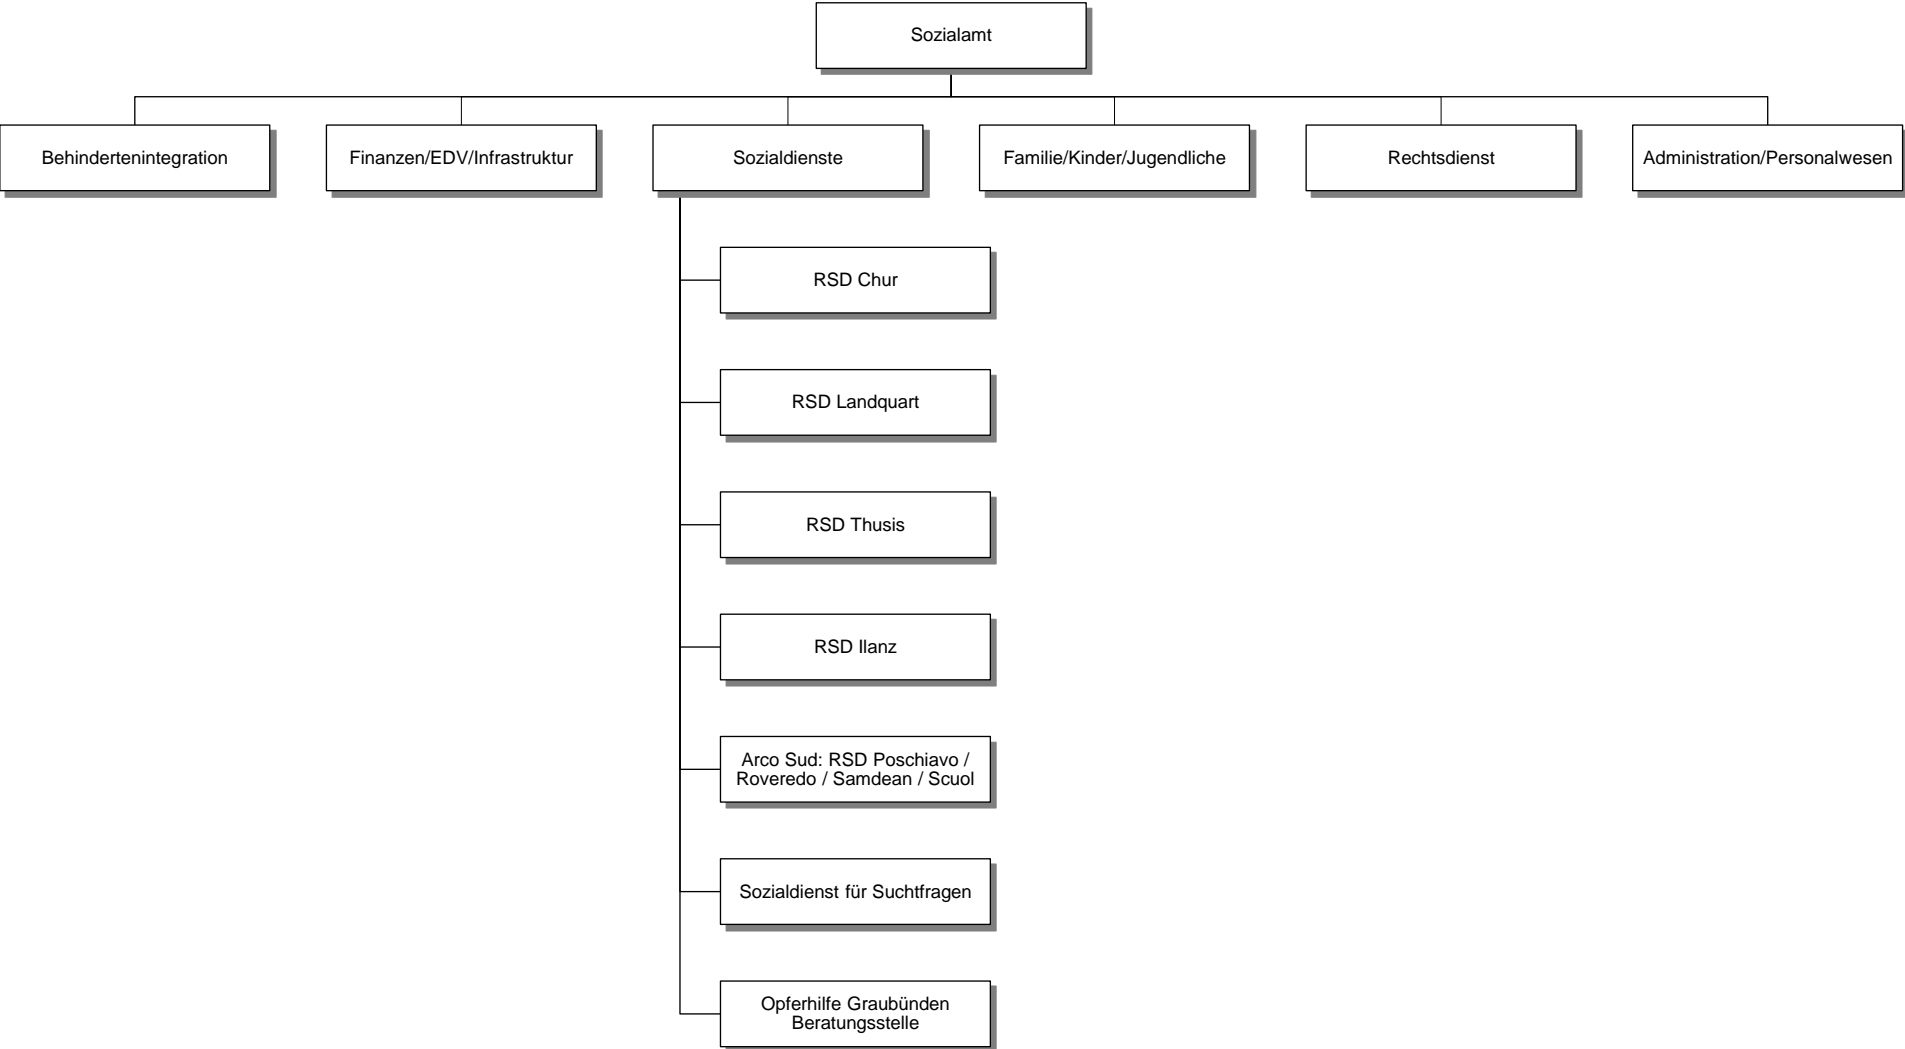 Sozialamt
Behindertenintegration
Finanzen/EDV/Infrastruktur
Sozialdienste
Familie/Kinder/Jugendliche
Rechtsdienst
Administration/Personalwesen
RSD Chur
RSD Landquart
RSD Thusis
RSD Ilanz
Arco Sud: RSD Poschiavo /
Roveredo / Samdean / Scuol
Sozialdienst für Suchtfragen
Opferhilfe Graubünden
Beratungsstelle